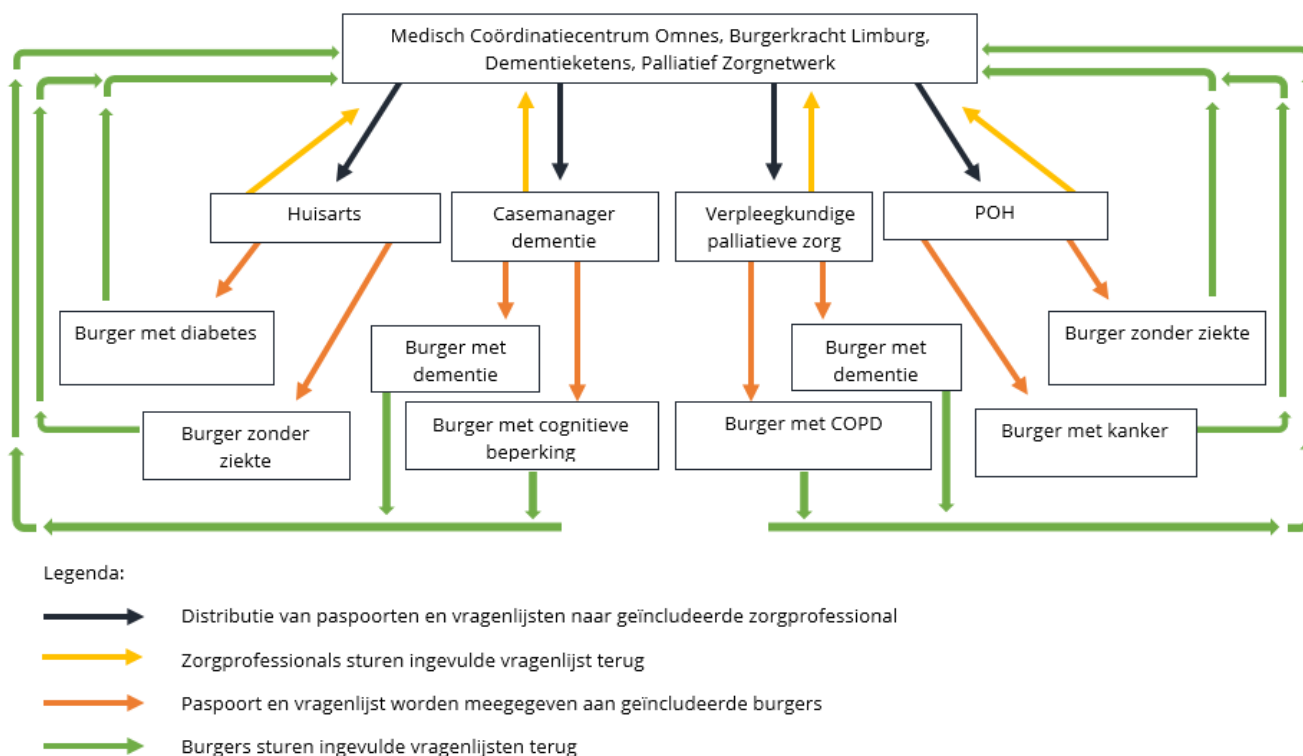 Medisch Coördinatiecentrum Omnes, Burgerkracht Limburg,
Dementieketens, Palliatief Zorgnetwerk
Huisarts
Casemanager
dementie
Verpleegkundige
palliatieve zorg
POH
Burger met diabetes
Burger zonder
ziekte
Burger met
dementie
Burger met cognitieve
beperking
Burger met COPD
Burger met
dementie
Burger met kanker
Burger zonder ziekte
Legenda:
Distributie van paspoorten en vragenlijsten naar geïncludeerde zorgprofessional
Zorgprofessionals sturen ingevulde vragenlijst terug
Paspoort en vragenlijst worden meegegeven aan geïncludeerde burgers
Burgers sturen ingevulde vragenlijsten terug